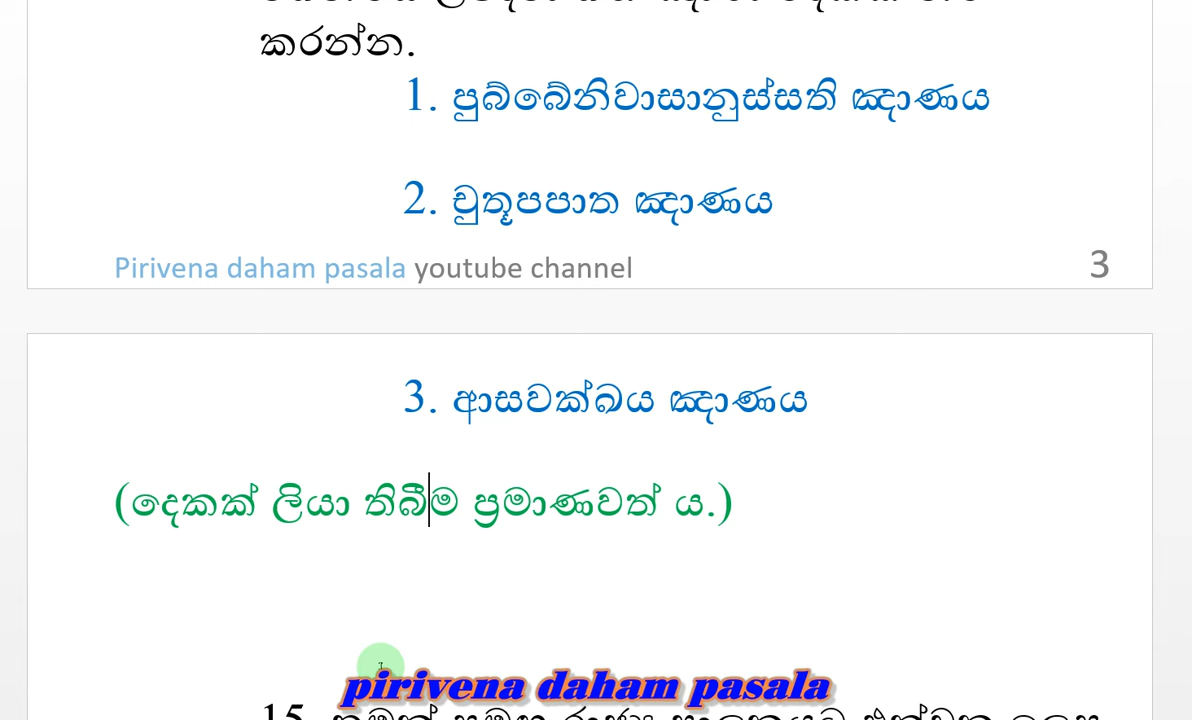 කරන්න.
1. පුබ්බේනිවාසානුස්සති ඤාණය
2. චුතූපපාත ඤාණය
Pirivena daham pasala youtube channel 3
3. ආසවක්ඛය ඤාණය
(දෙකක් ලියා තිබීම ප්‍රමාණවත් ය.)
pirivena daham pasala
15.